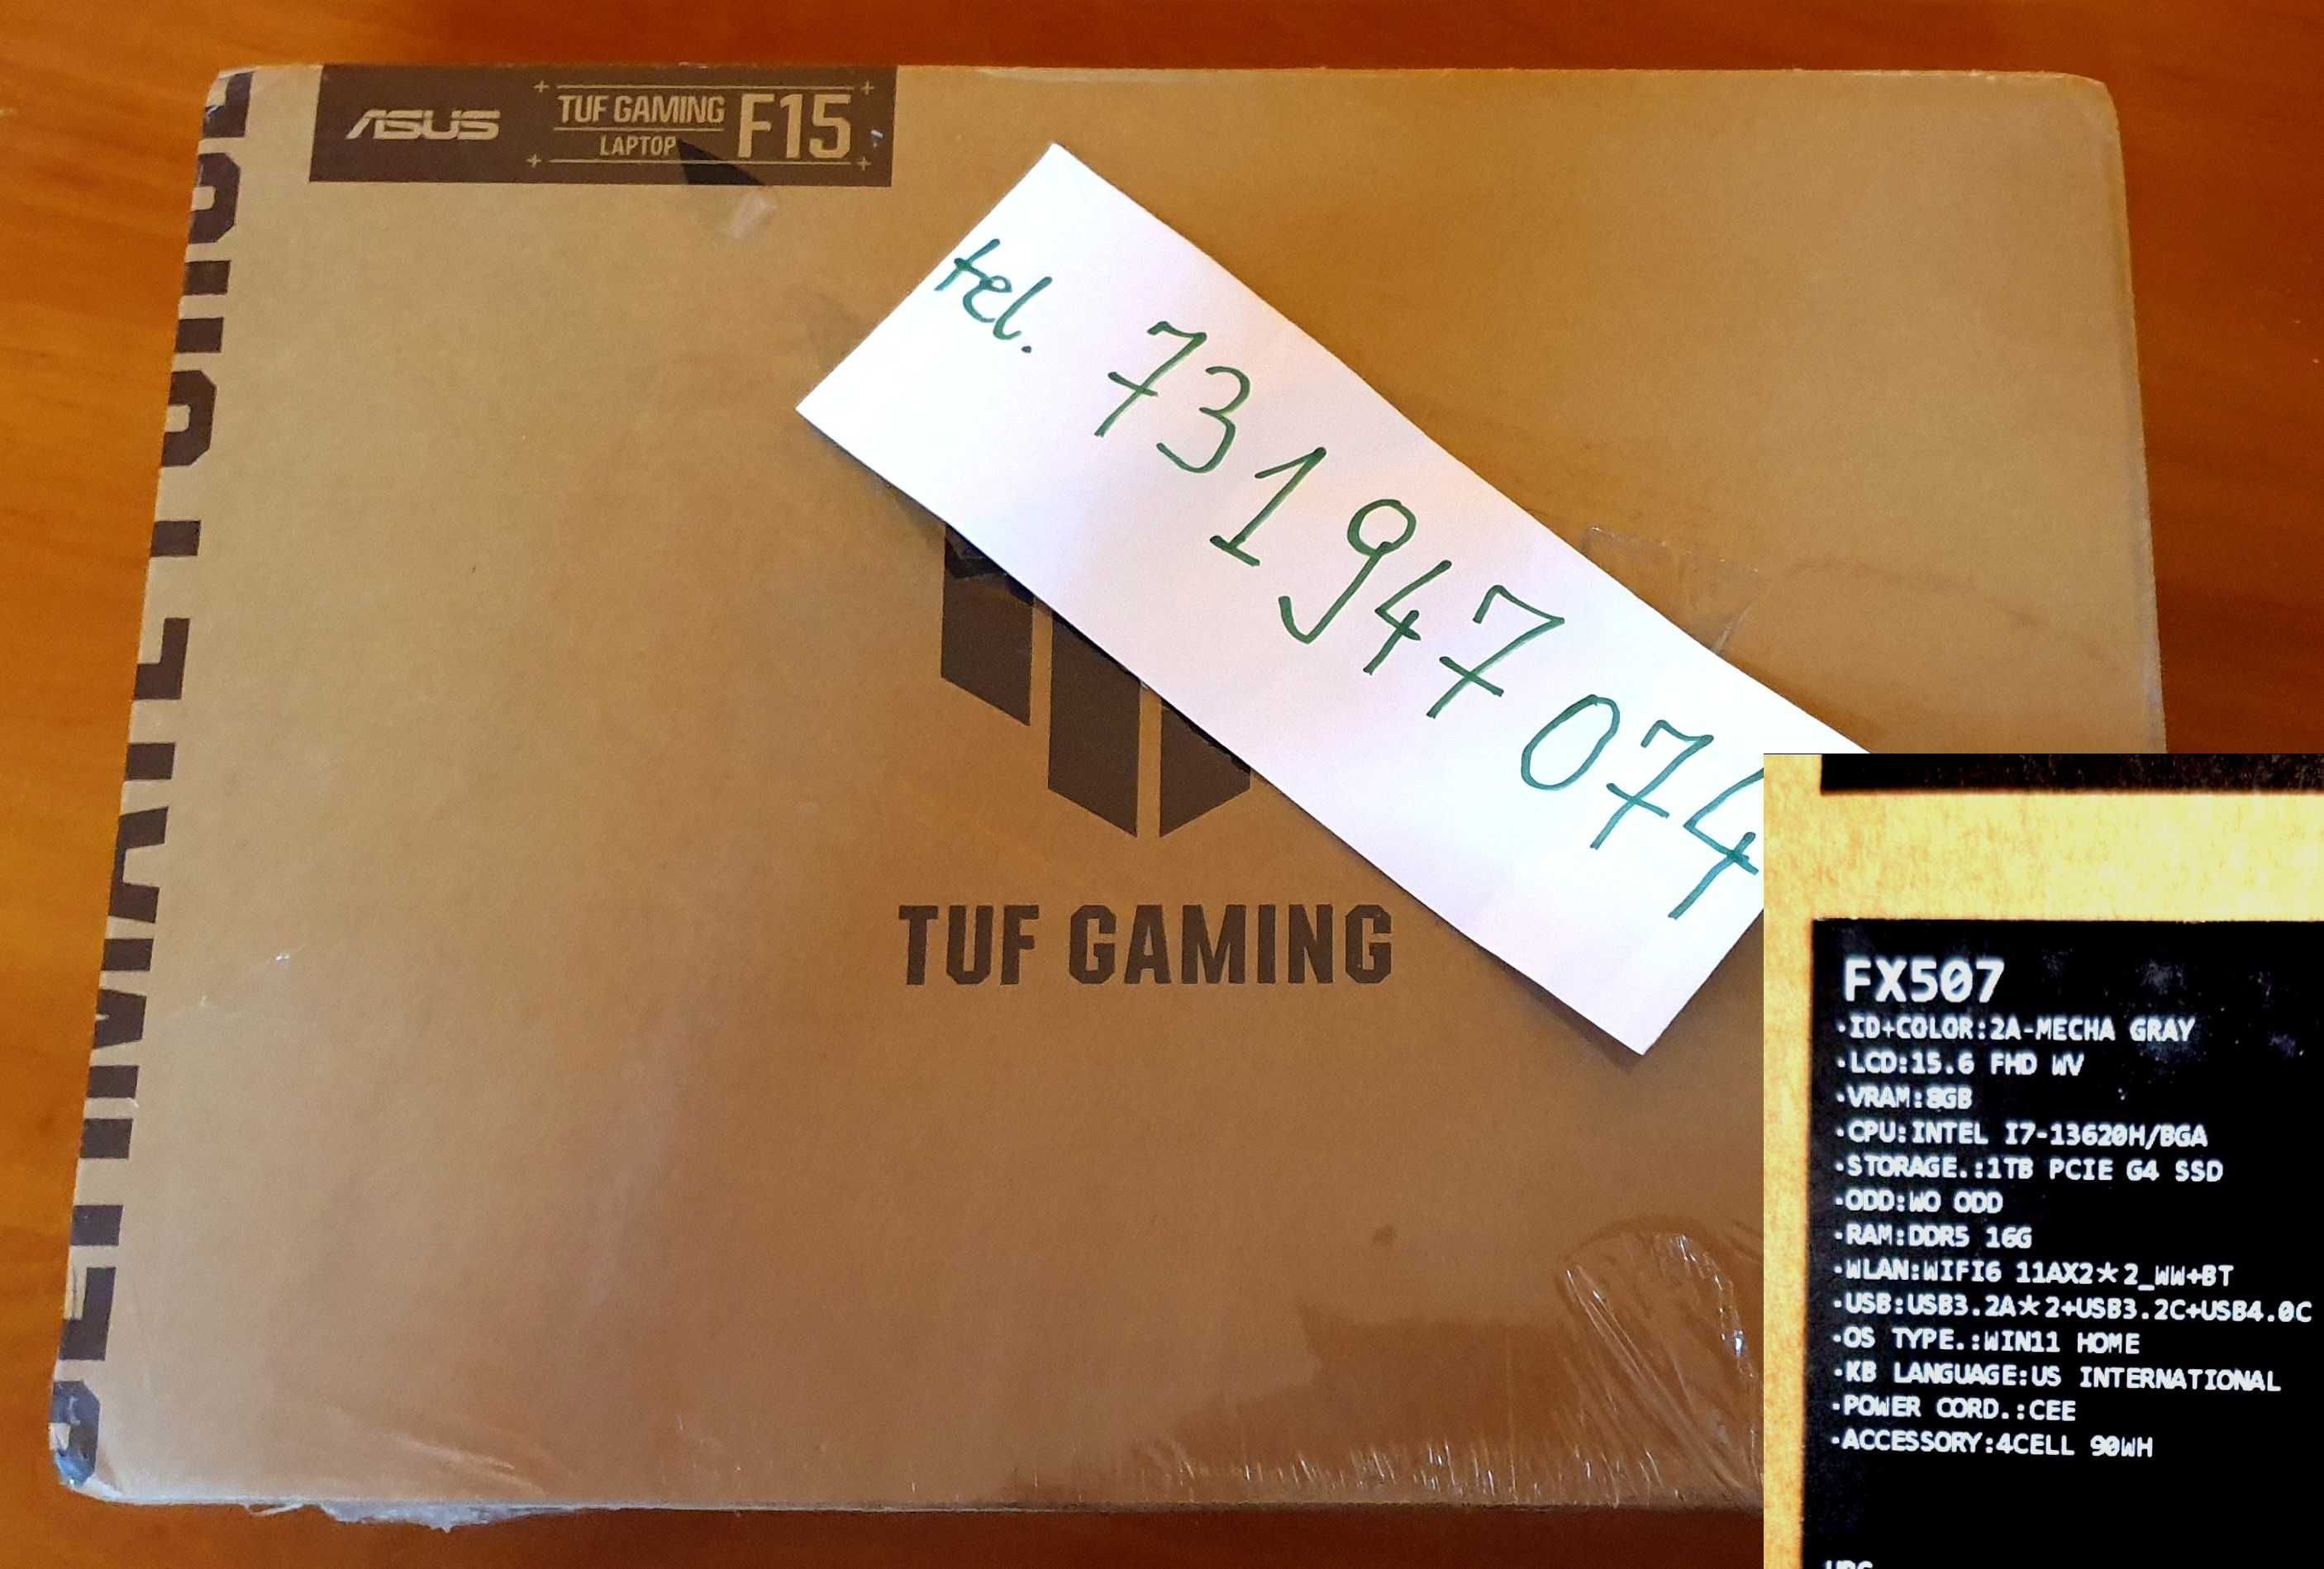 ASUS
TUF GAMING
LAPTOP
F15
tel. 731 947 074
TUF GAMING
FX507
·ID+COLOR:2A-MECHA GRAY
·LCD:15.6 FHD WV
·VRAM:8GB
·CPU:INTEL I7-13620H/BGA
·STORAGE.:1TB PCIE G4 SSD
·ODD:WO ODD
·RAM:DDR5 16G
·WLAN:WIFI6 11AX2*2_WW+BT
·USB:USB3.2A*2+USB3.2C+USB4.0C
·OS TYPE.:WIN11 HOME
·KB LANGUAGE:US INTERNATIONAL
·POWER CORD.:CEE
·ACCESSORY:4CELL 90WH